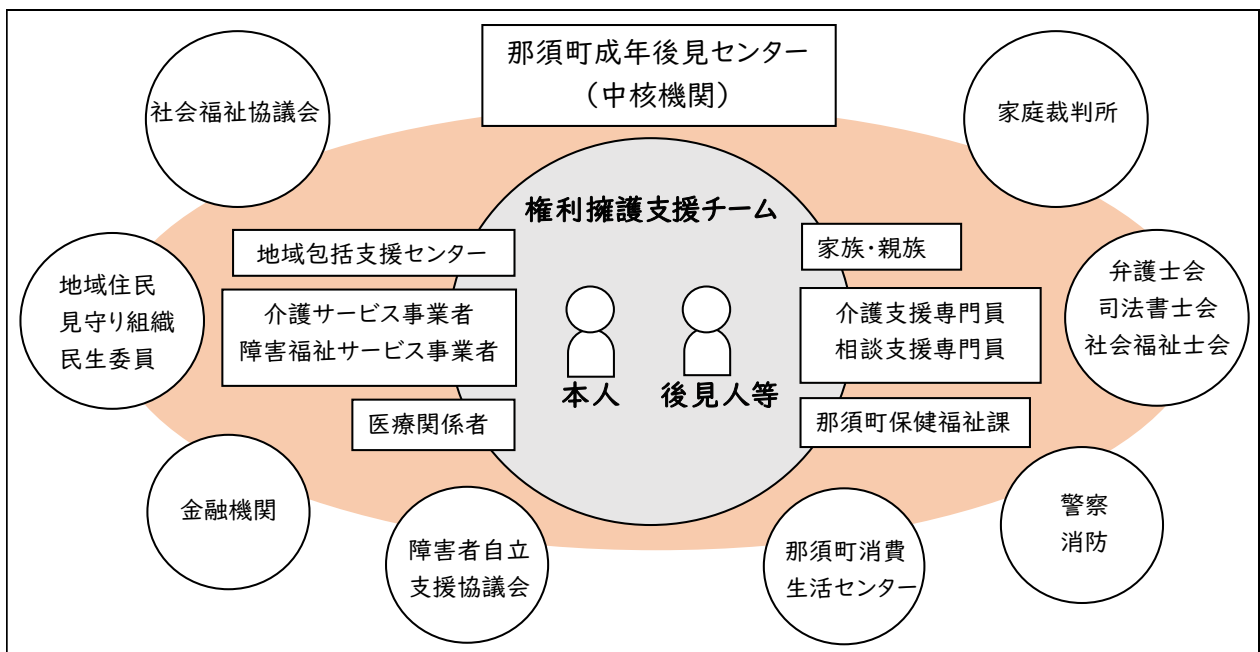 那須町成年後見センター
（中核機関）
社会福祉協議会
家庭裁判所
権利擁護支援チーム
地域包括支援センター
家族・親族
地域住民
見守り組織
民生委員
介護サービス事業者
障害福祉サービス事業者
介護支援専門員
相談支援専門員
弁護士会
司法書士会
社会福祉士会
本人
後見人等
医療関係者
那須町保健福祉課
金融機関
障害者自立
支援協議会
那須町消費
生活センター
警察
消防